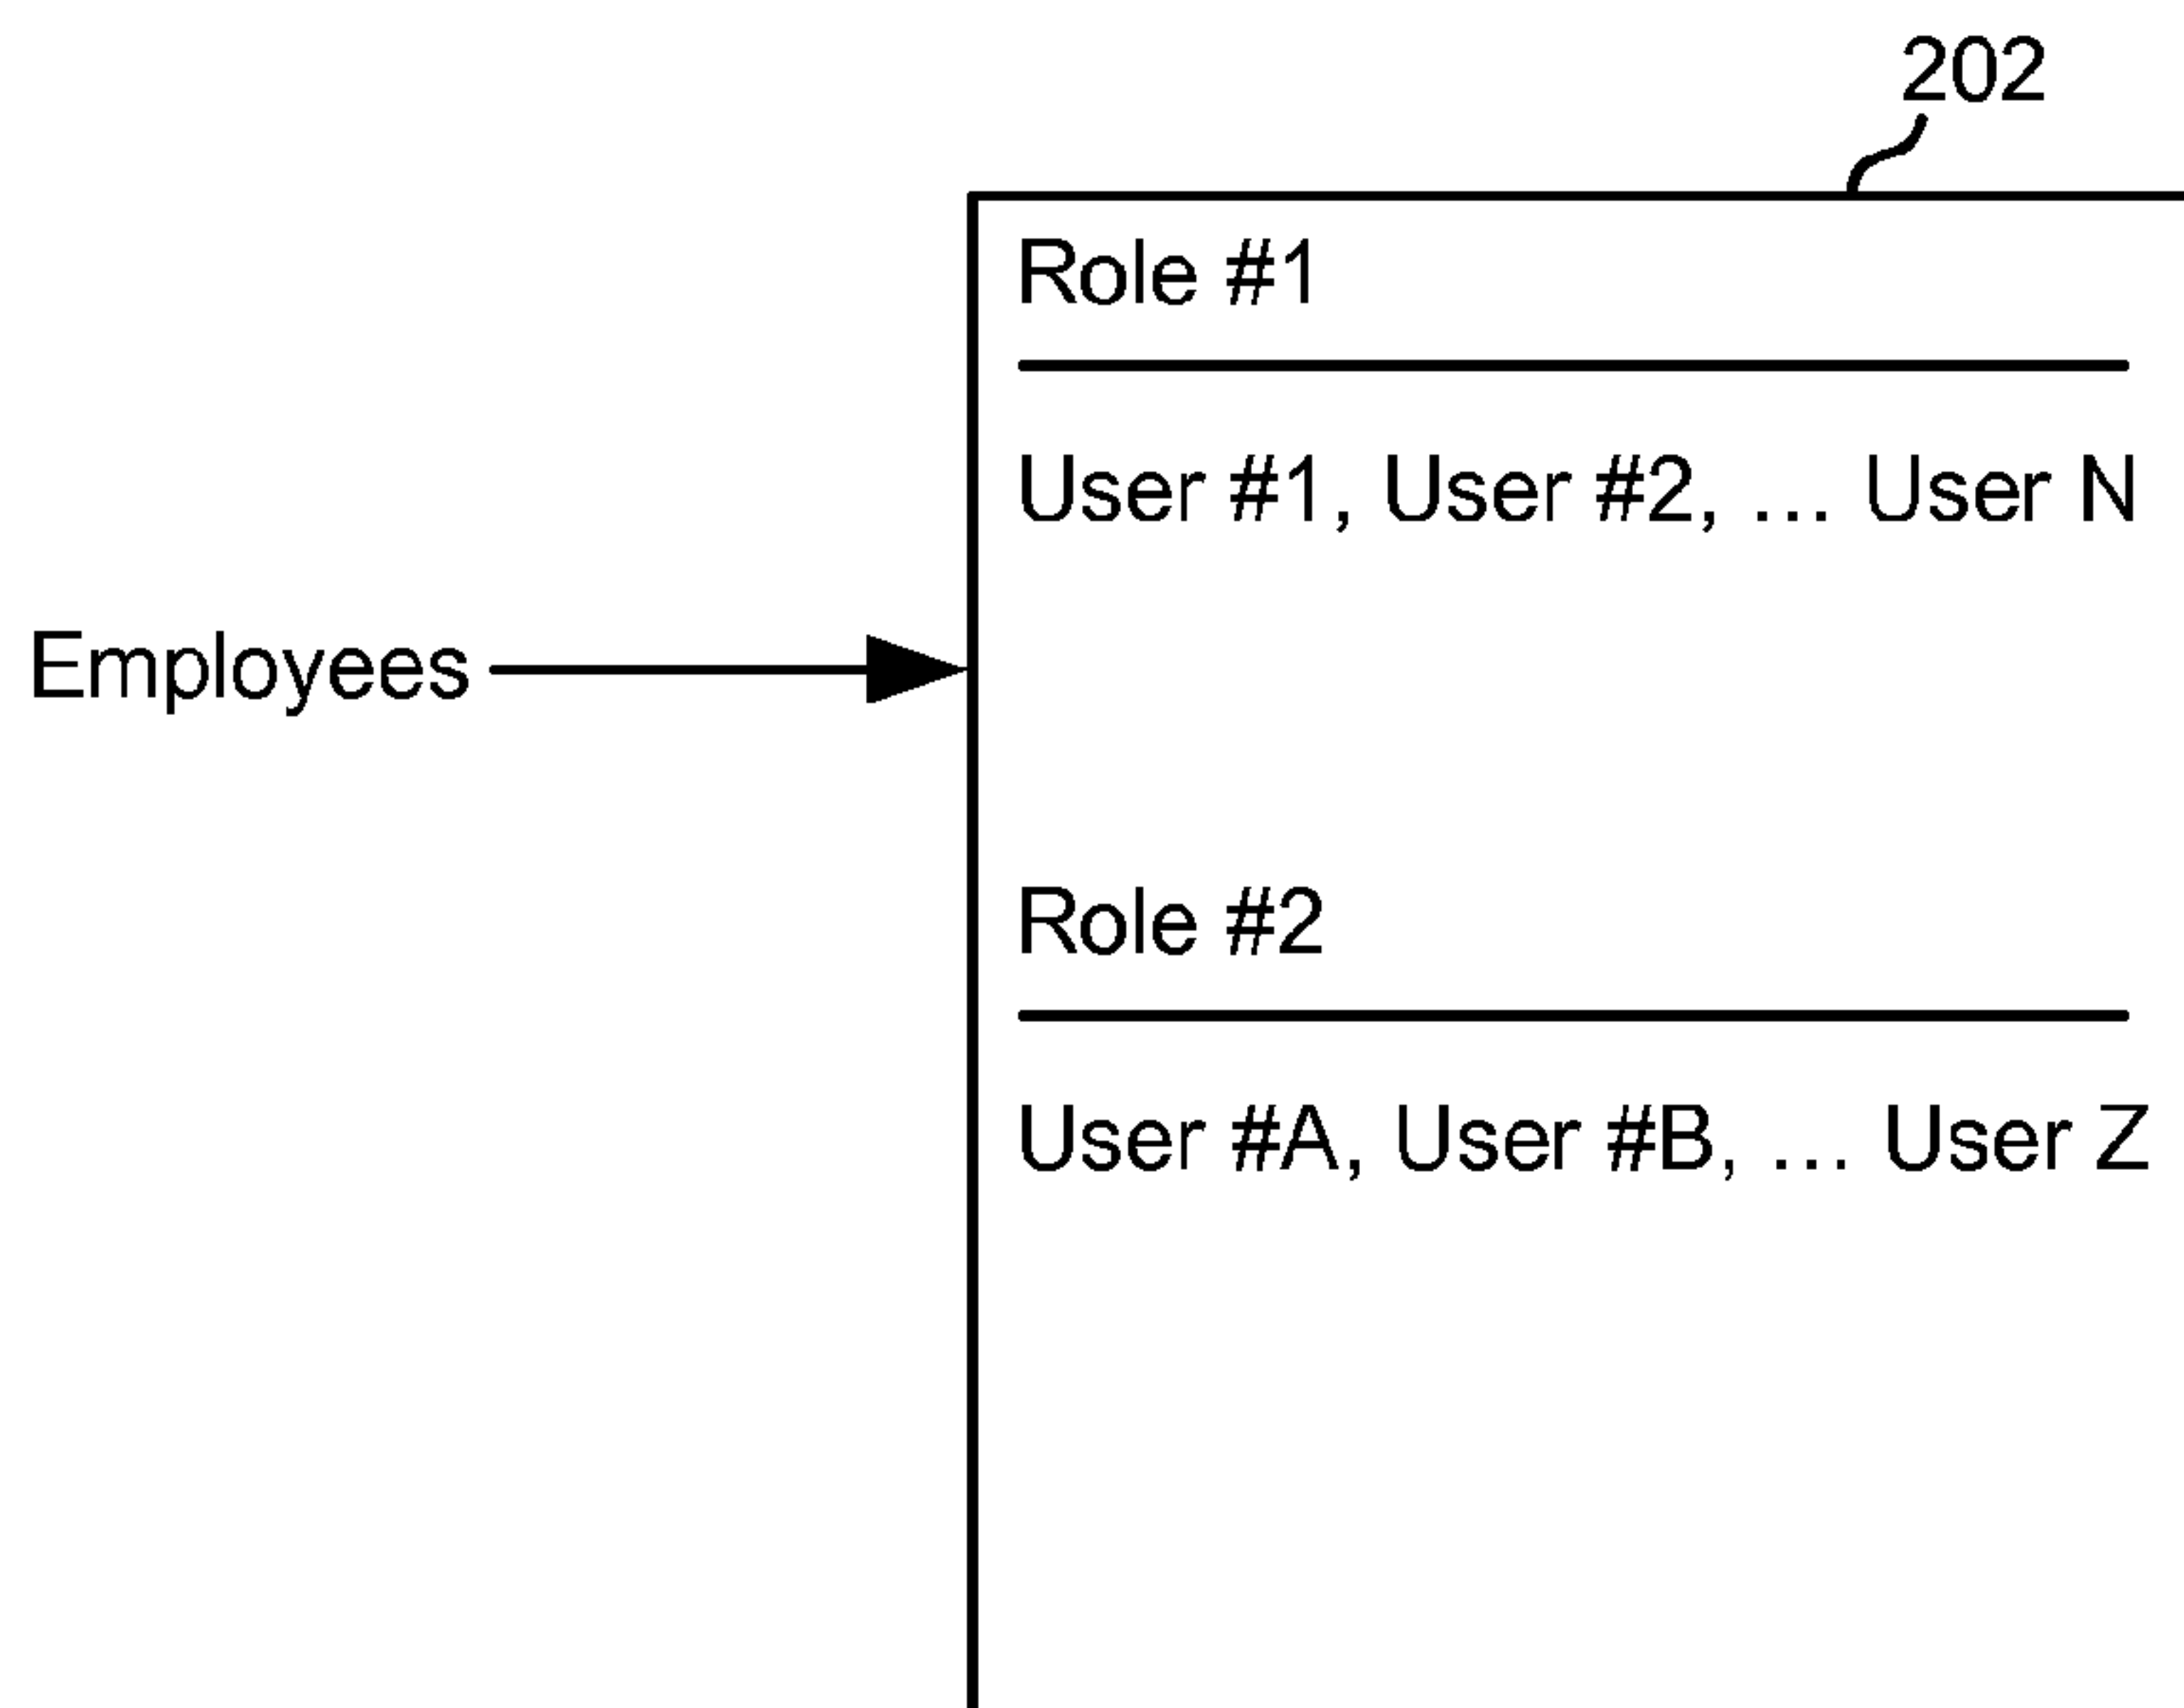 202
Role #1
User #1, User #2, ... User N
Employees
Role #2
User #A, User #B, ... User Z